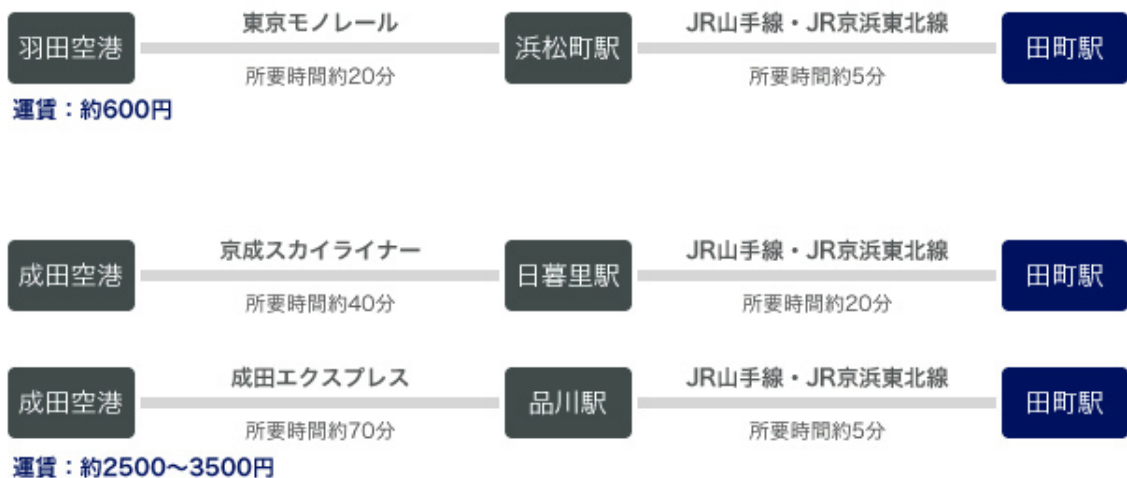 東京モノレール
JR山手線・JR京浜東北線
羽田空港
浜松町駅
田町駅
所要時間約20分
所要時間約5分
運賃：約600円
京成スカイライナー
JR山手線・JR京浜東北線
成田空港
日暮里駅
田町駅
所要時間約40分
所要時間約20分
成田エクスプレス
JR山手線・JR京浜東北線
成田空港
品川駅
田町駅
所要時間約70分
所要時間約5分
運賃：約2500〜3500円